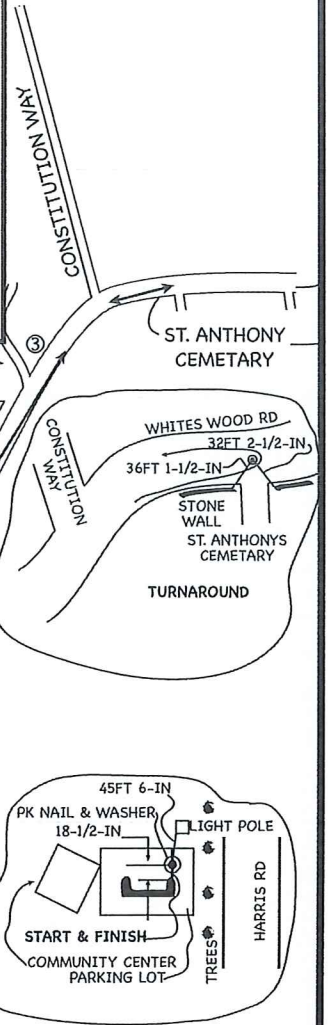 CONSTITUTION WAY
③
ST. ANTHONY
CEMETARY
WHITES WOOD RD
CONSTITUTION
WAY
32FT 2-1/2-IN
36FT 1-1/2-IN
STONE
WALL
ST. ANTHONYS
CEMETARY
TURNAROUND
45FT 6-IN
PK NAIL & WASHER
18-1/2-IN
LIGHT POLE
START & FINISH
COMMUNITY CENTER
PARKING LOT
TREES
HARRIS RD